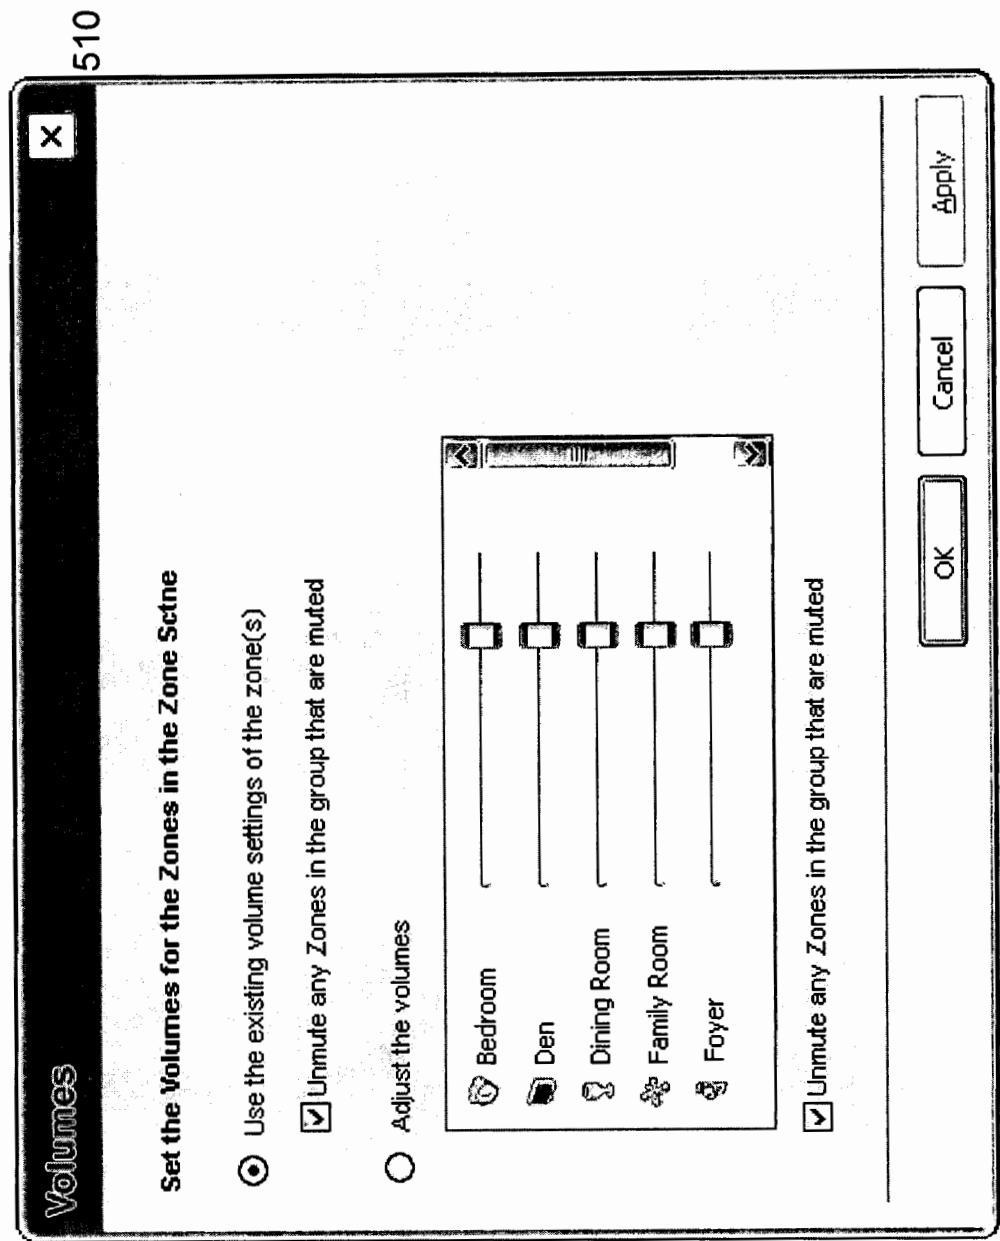 510
Volumes
Set the Volumes for the Zones in the Zone Sctne
Use the existing volume settings of the zone(s)
Unmute any Zones in the group that are muted
Adjust the volumes
Bedroom
Den
Dining Room
Family Room
Foyer
Unmute any Zones in the group that are muted
OK
Cancel
Apply